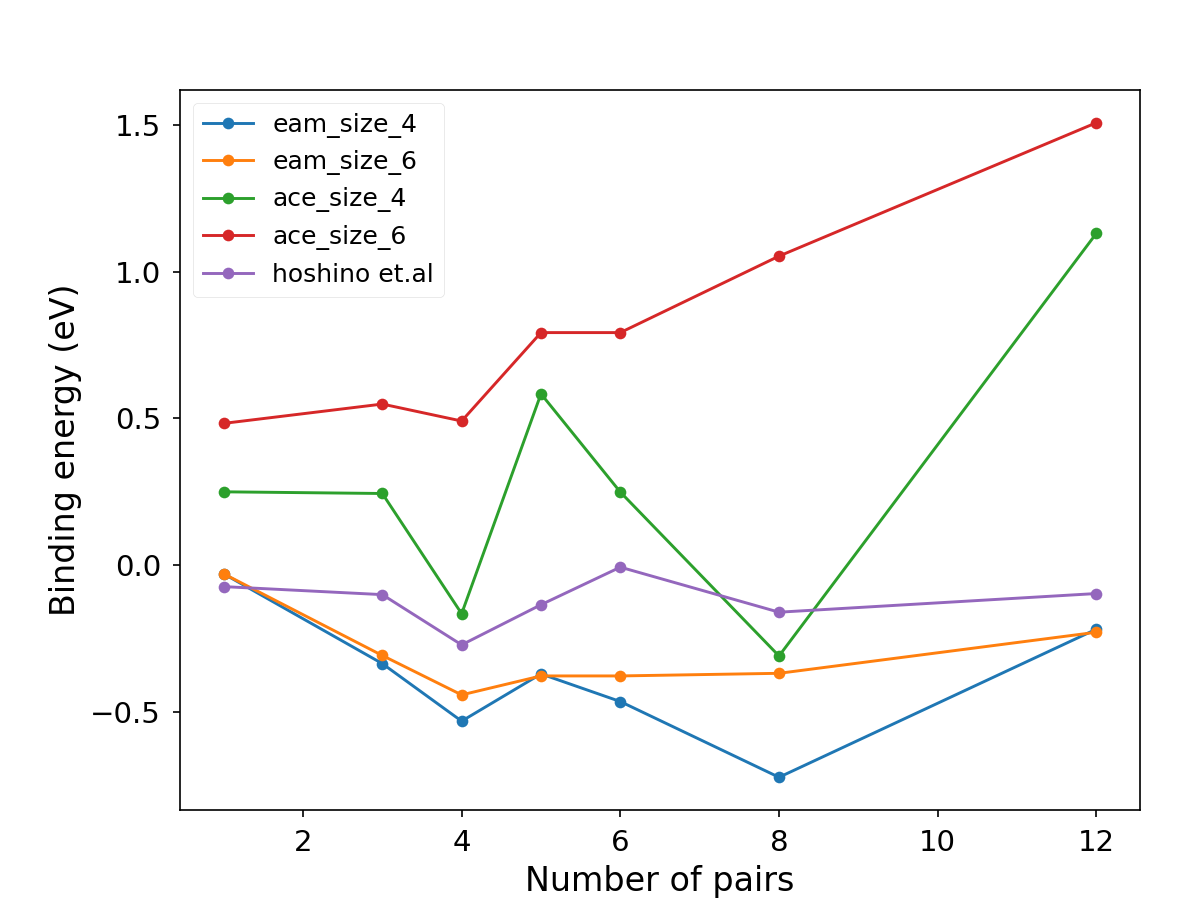 eam_size_4
eam_size_6
ace_size_4
ace_size_6
hoshino et.al
1.5
1.0
0.5
0.0
−0.5
Binding energy (eV)
2 4 6 8 10 12
Number of pairs